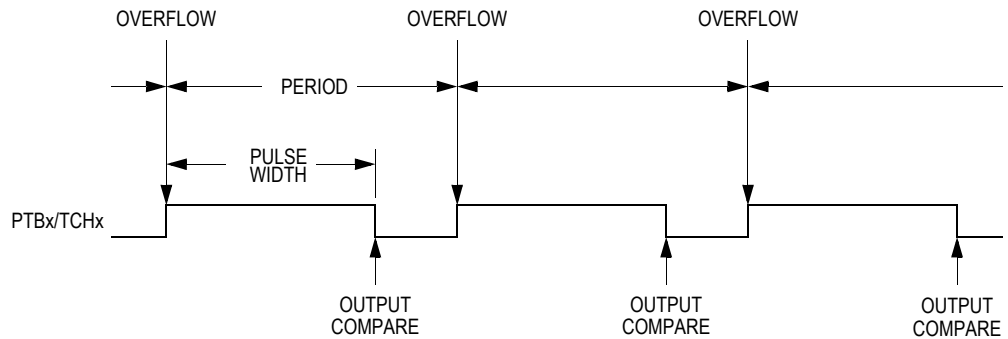 OVERFLOW
OVERFLOW
OVERFLOW
PERIOD
PULSE
WIDTH
PTBx/TCHx
OUTPUT
COMPARE
OUTPUT
COMPARE
OUTPUT
COMPARE